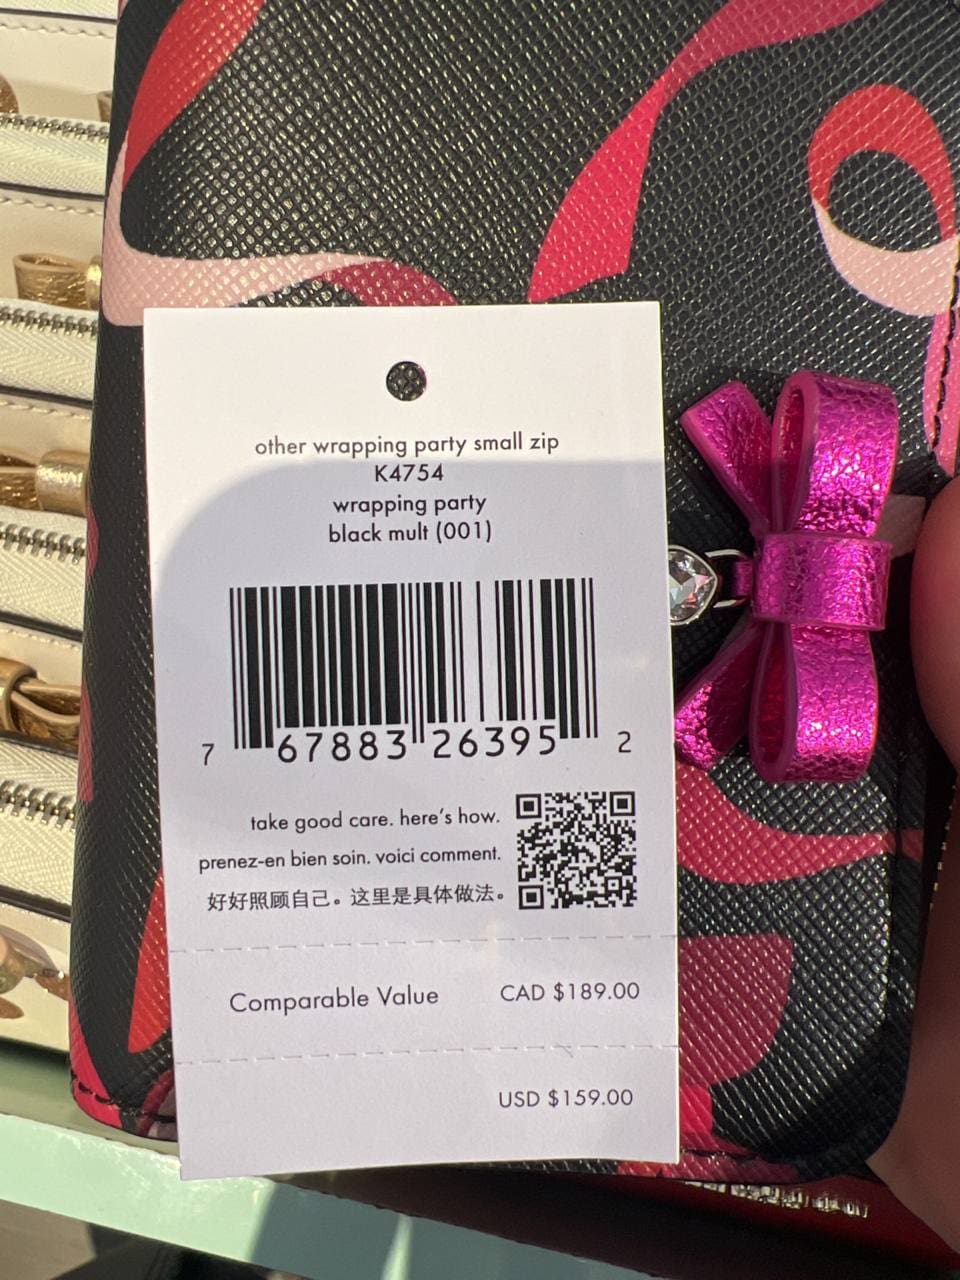 other wrapping party small zip
K4754
wrapping party
black mult (001)
7 67883 26395 2
take good care. here's how.
prenez-en bien soin. voici comment.
好好照顾自己。这里是具体做法。
Comparable Value CAD $189.00
USD $159.00